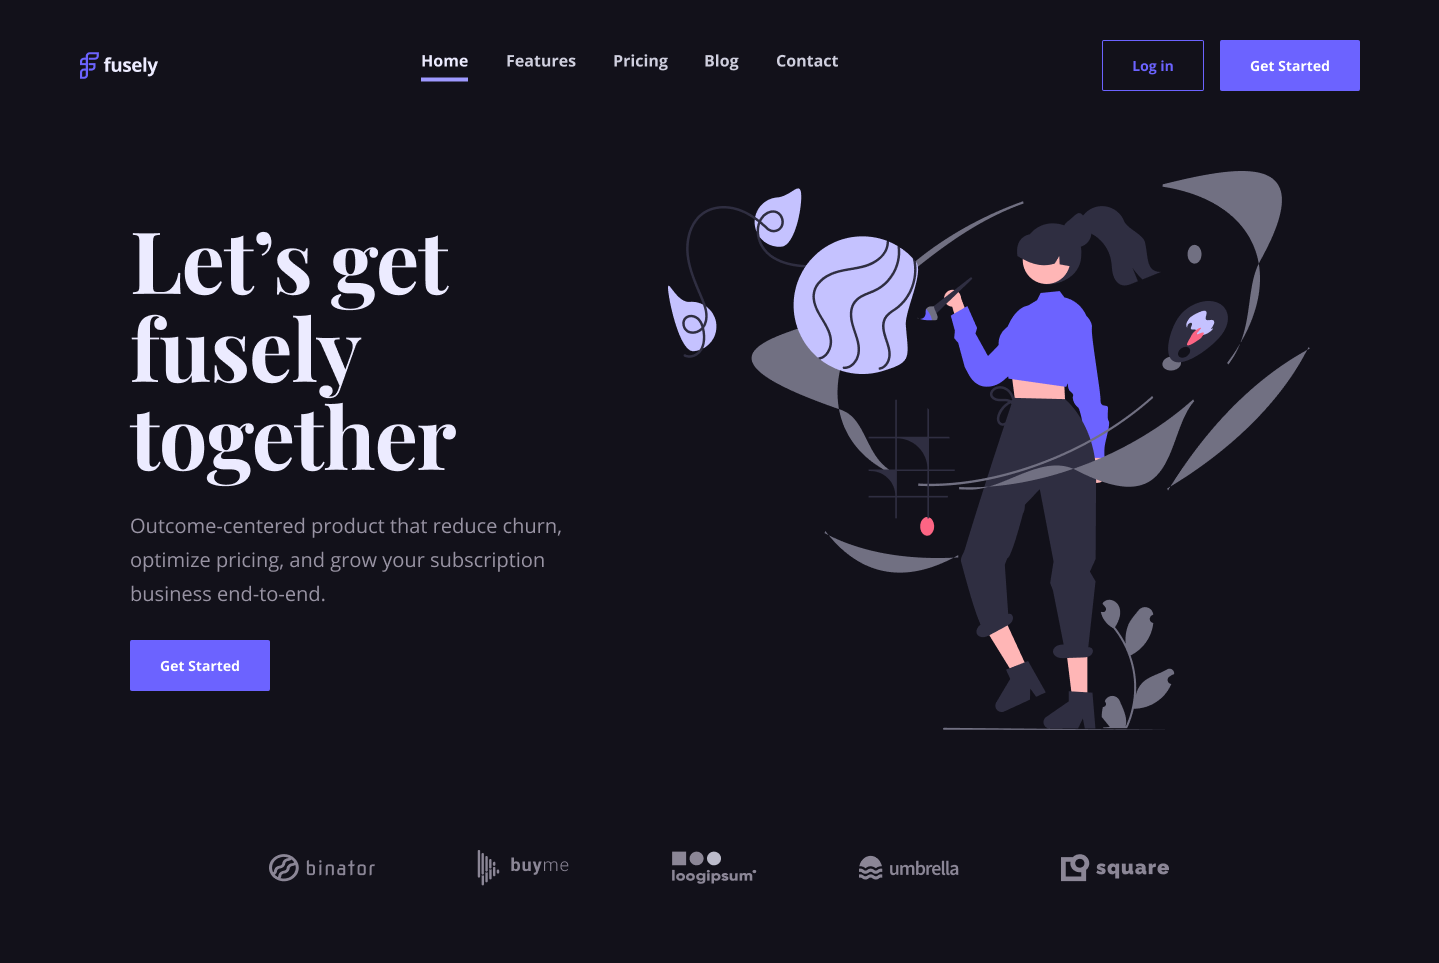 fusely
Home
Features
Pricing
Blog
Contact
Log in
Get Started
Let’s get
fusely
together
Outcome-centered product that reduce churn,
optimize pricing, and grow your subscription
business end-to-end.
Get Started
binator
buyme
loogipsum
umbrella
square